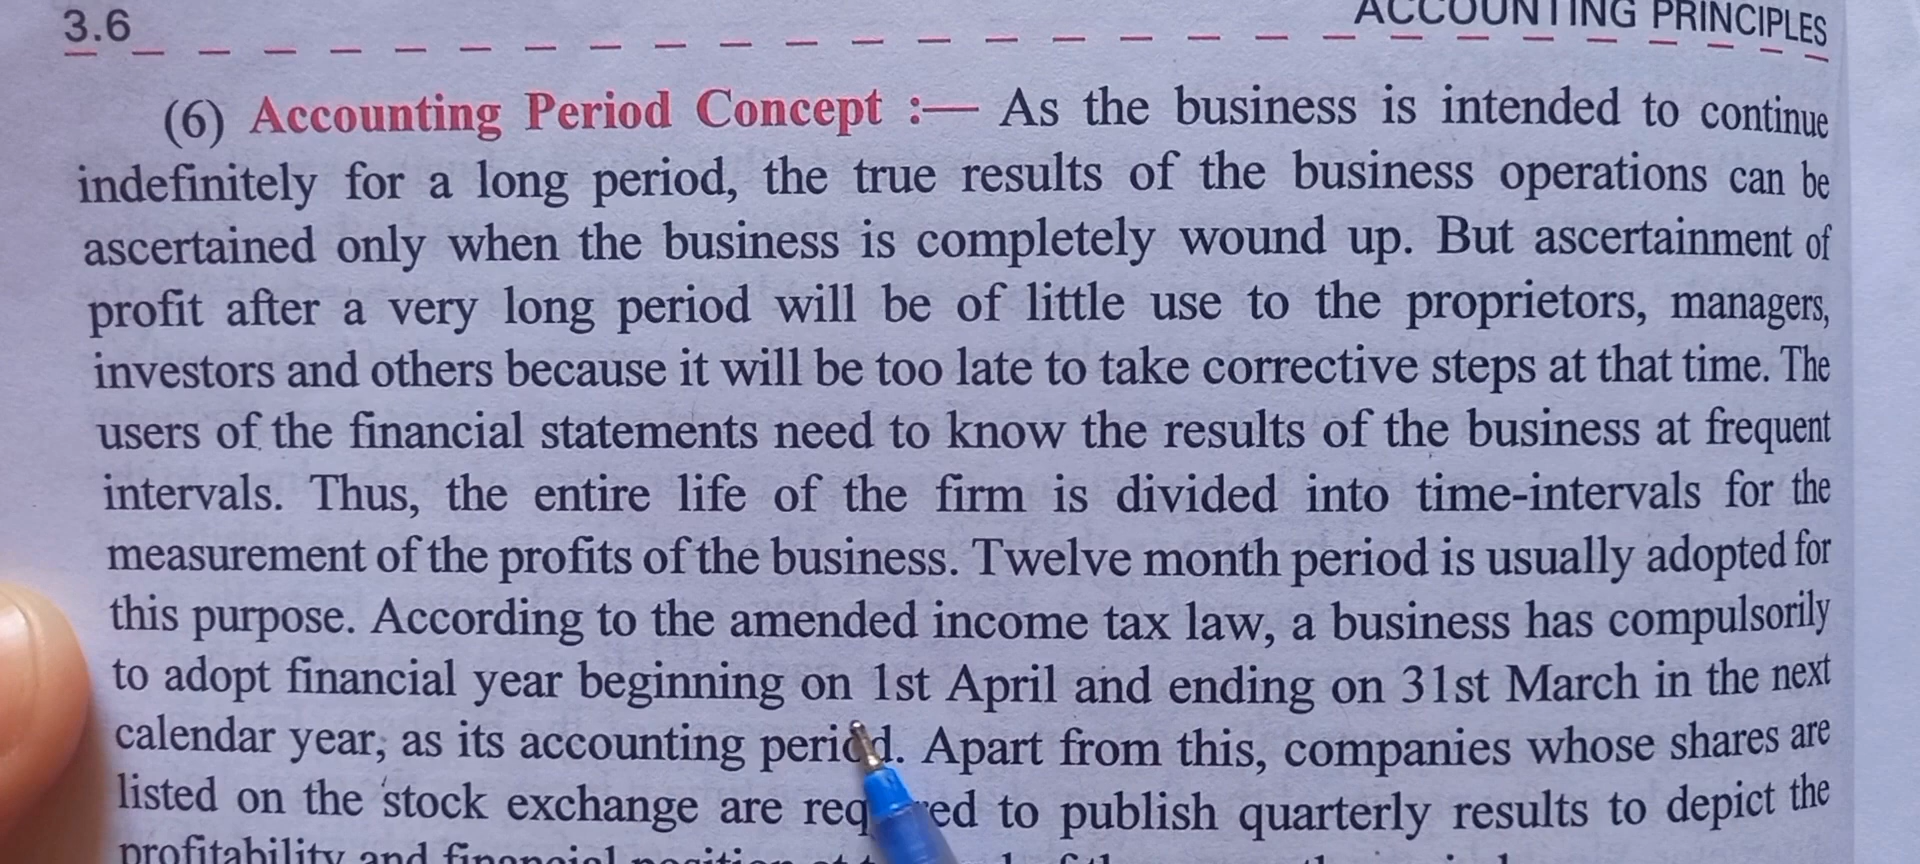 3.6 ACCOUNTING PRINCIPLES
(6) Accounting Period Concept :— As the business is intended to continue
indefinitely for a long period, the true results of the business operations can be
ascertained only when the business is completely wound up. But ascertainment of
profit after a very long period will be of little use to the proprietors, managers,
investors and others because it will be too late to take corrective steps at that time. The
users of the financial statements need to know the results of the business at frequent
intervals. Thus, the entire life of the firm is divided into time-intervals for the
measurement of the profits of the business. Twelve month period is usually adopted for
this purpose. According to the amended income tax law, a business has compulsorily
to adopt financial year beginning on 1st April and ending on 31st March in the next
calendar year, as its accounting period. Apart from this, companies whose shares are
listed on the stock exchange are required to publish quarterly results to depict the
profitability and financial position